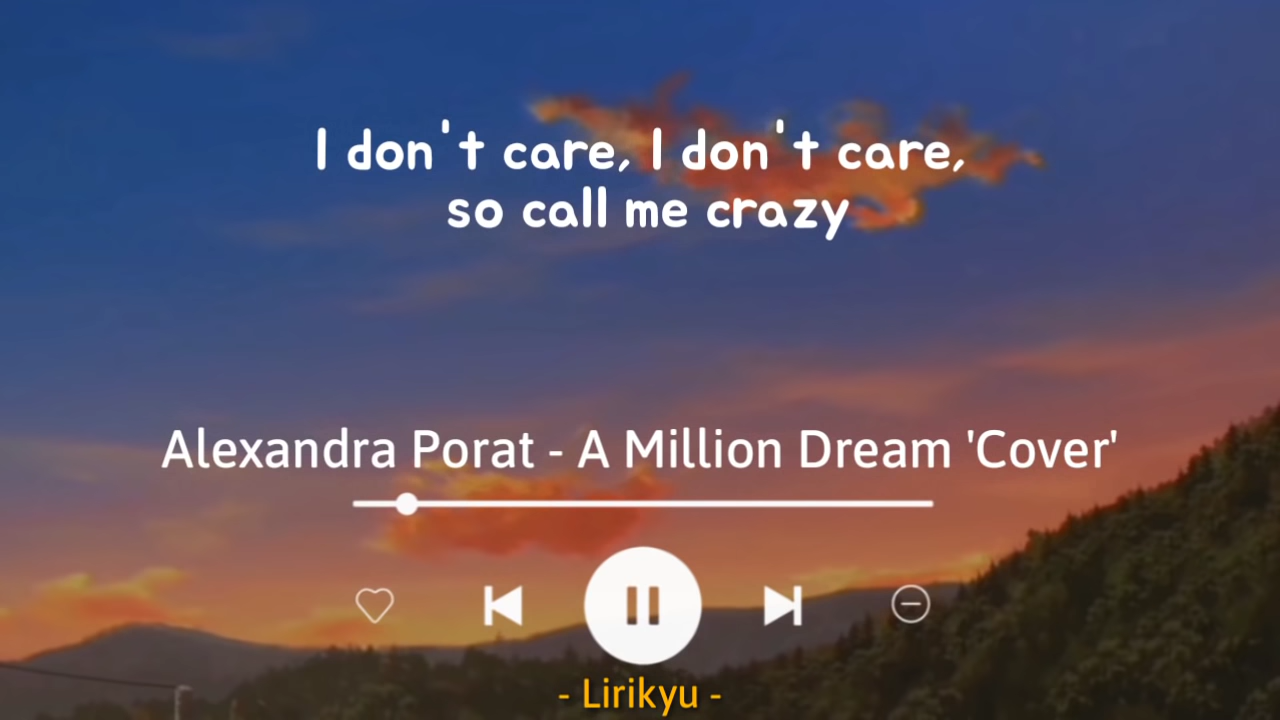 I don't care, I don't care,
so call me crazy
Alexandra Porat - A Million Dream 'Cover'
- Lirikyu -